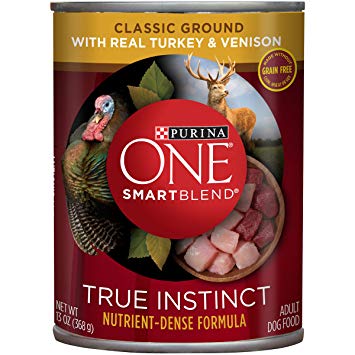 CLASSIC GROUND
WITH REAL TURKEY & VENISON
GRAIN FREE
PURINA
ONE
SMARTBLEND®
TRUE INSTINCT
NUTRIENT-DENSE FORMULA
NET WT
13 OZ (368g)
ADULT
DOG FOOD